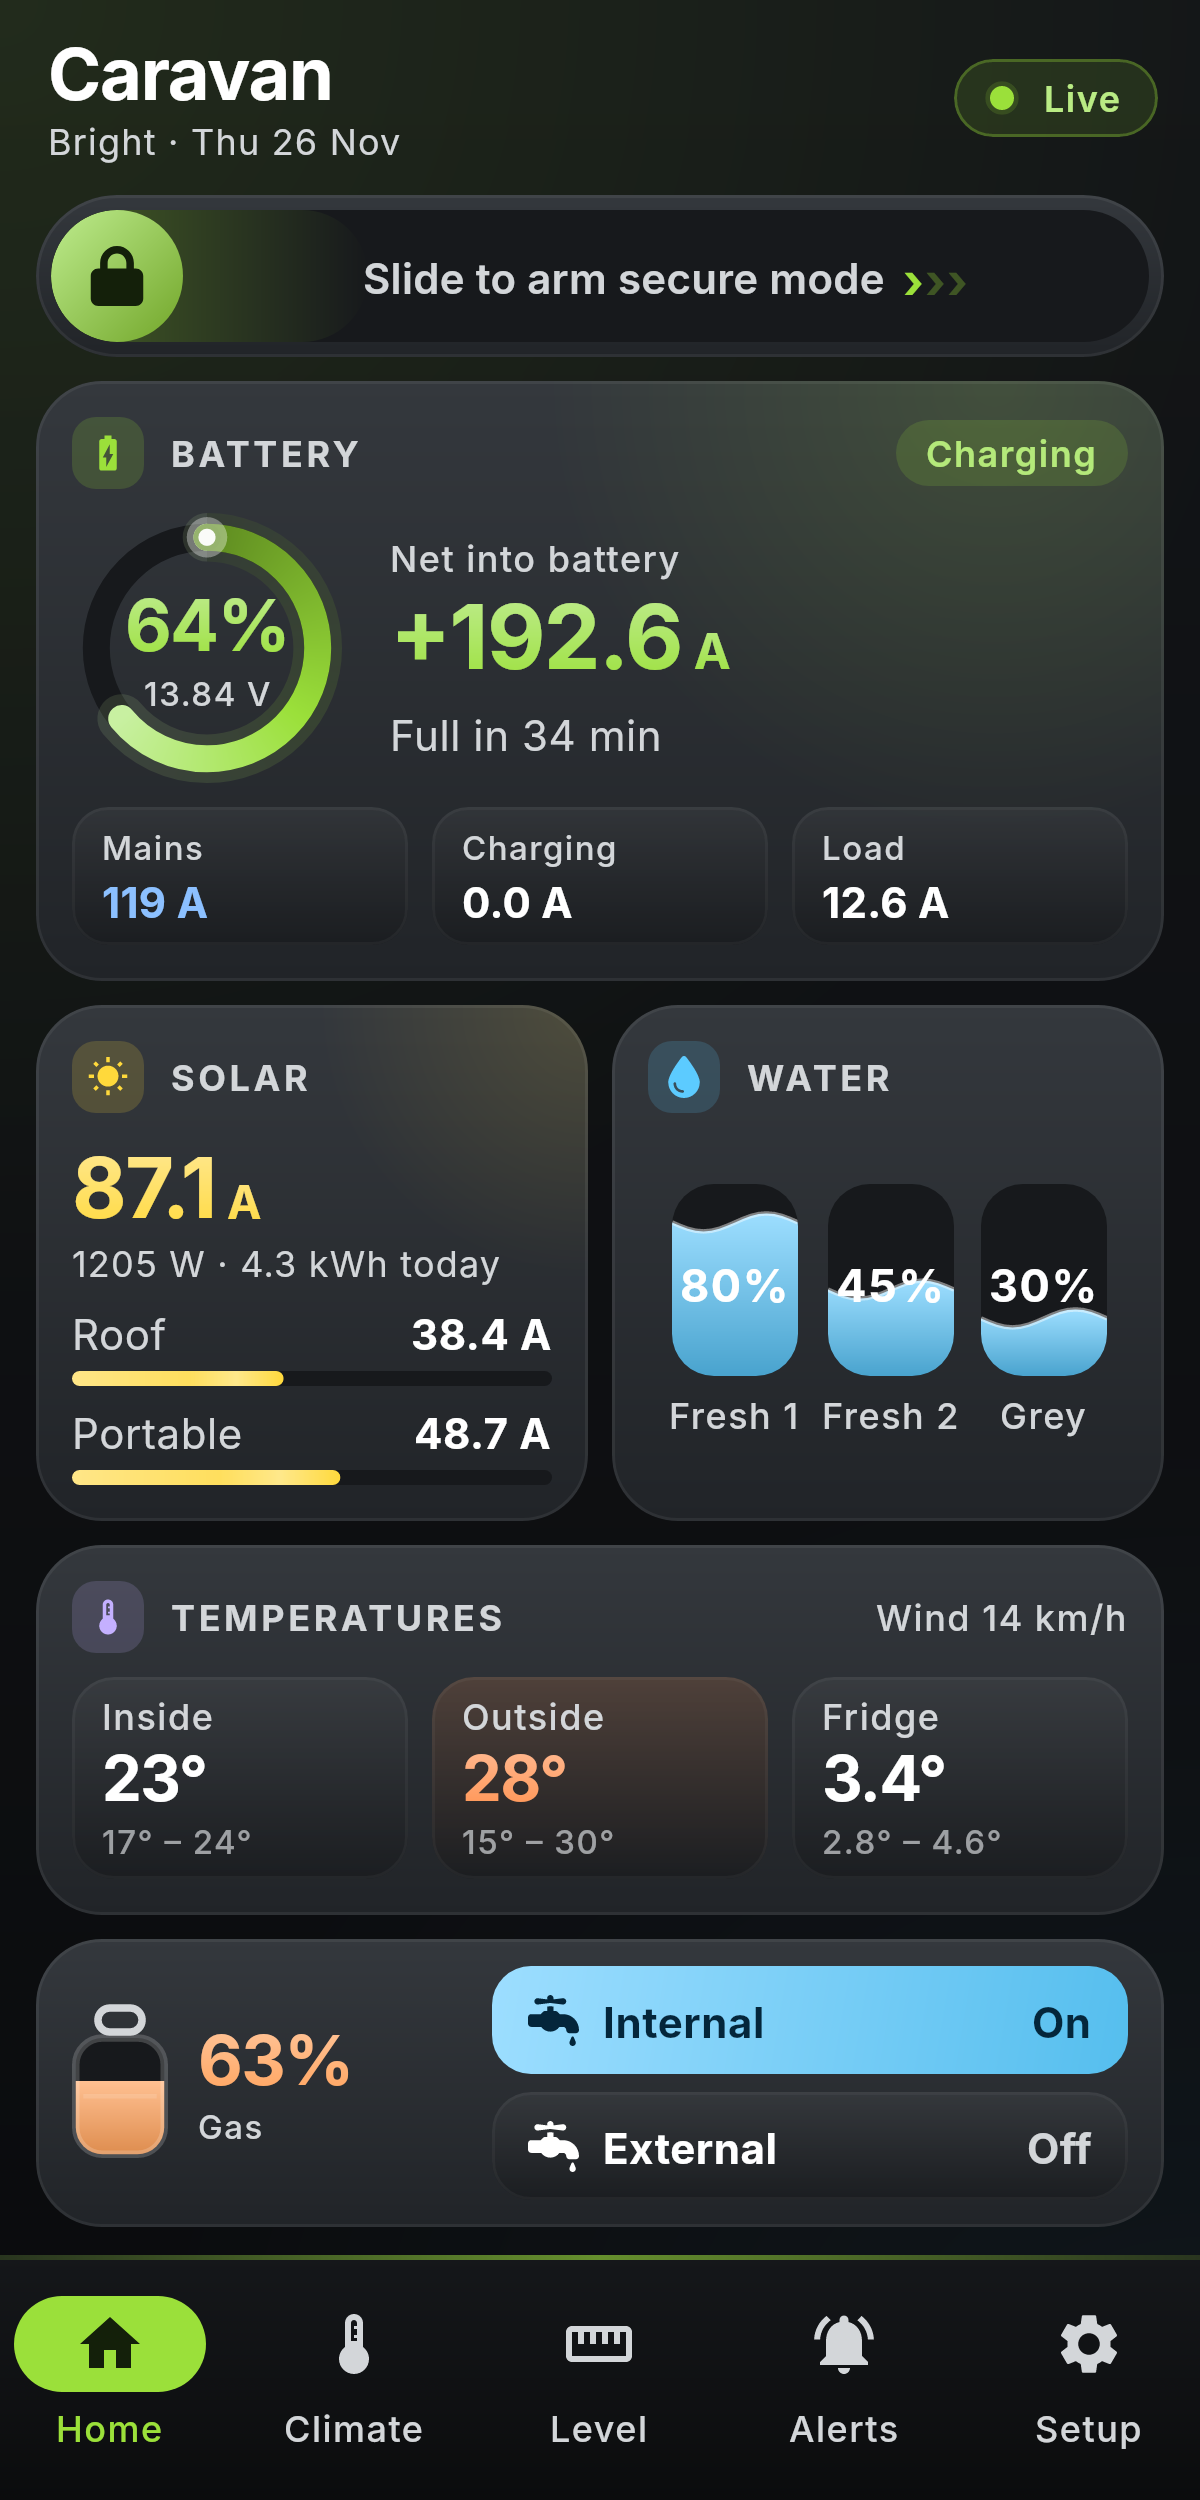 Caravan
Bright · Thu 26 Nov
Live
Slide to arm secure mode
BATTERY
Charging
64%
13.84 V
Net into battery
+192.6 A
Full in 34 min
Mains
119 A
Charging
0.0 A
Load
12.6 A
SOLAR
87.1 A
1205 W · 4.3 kWh today
Roof 38.4 A
Portable 48.7 A
WATER
80% 45% 30%
Fresh 1 Fresh 2 Grey
TEMPERATURES
Wind 14 km/h
Inside
23°
17° – 24°
Outside
28°
15° – 30°
Fridge
3.4°
2.8° – 4.6°
63%
Gas
Internal On
External Off
Home Climate Level Alerts Setup